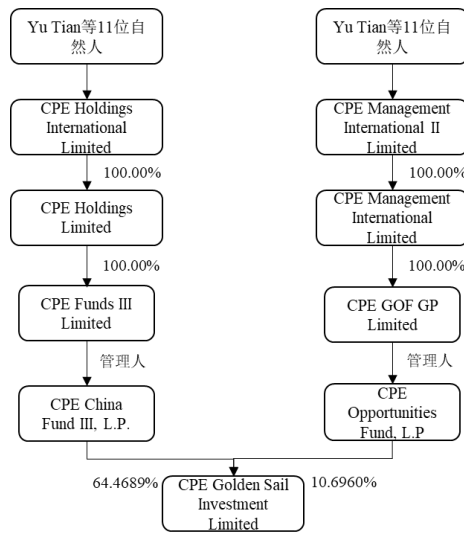 Yu Tian等11位自
然人
Yu Tian等11位自
然人
CPE Holdings
International
Limited
CPE Management
International II
Limited
100.00%
100.00%
CPE Holdings
Limited
CPE Management
International
Limited
100.00%
100.00%
CPE Funds III
Limited
CPE GOF GP
Limited
管理人
管理人
CPE China
Fund III, L.P.
CPE
Opportunities
Fund, L.P
64.4689%
10.6960%
CPE Golden Sail
Investment
Limited